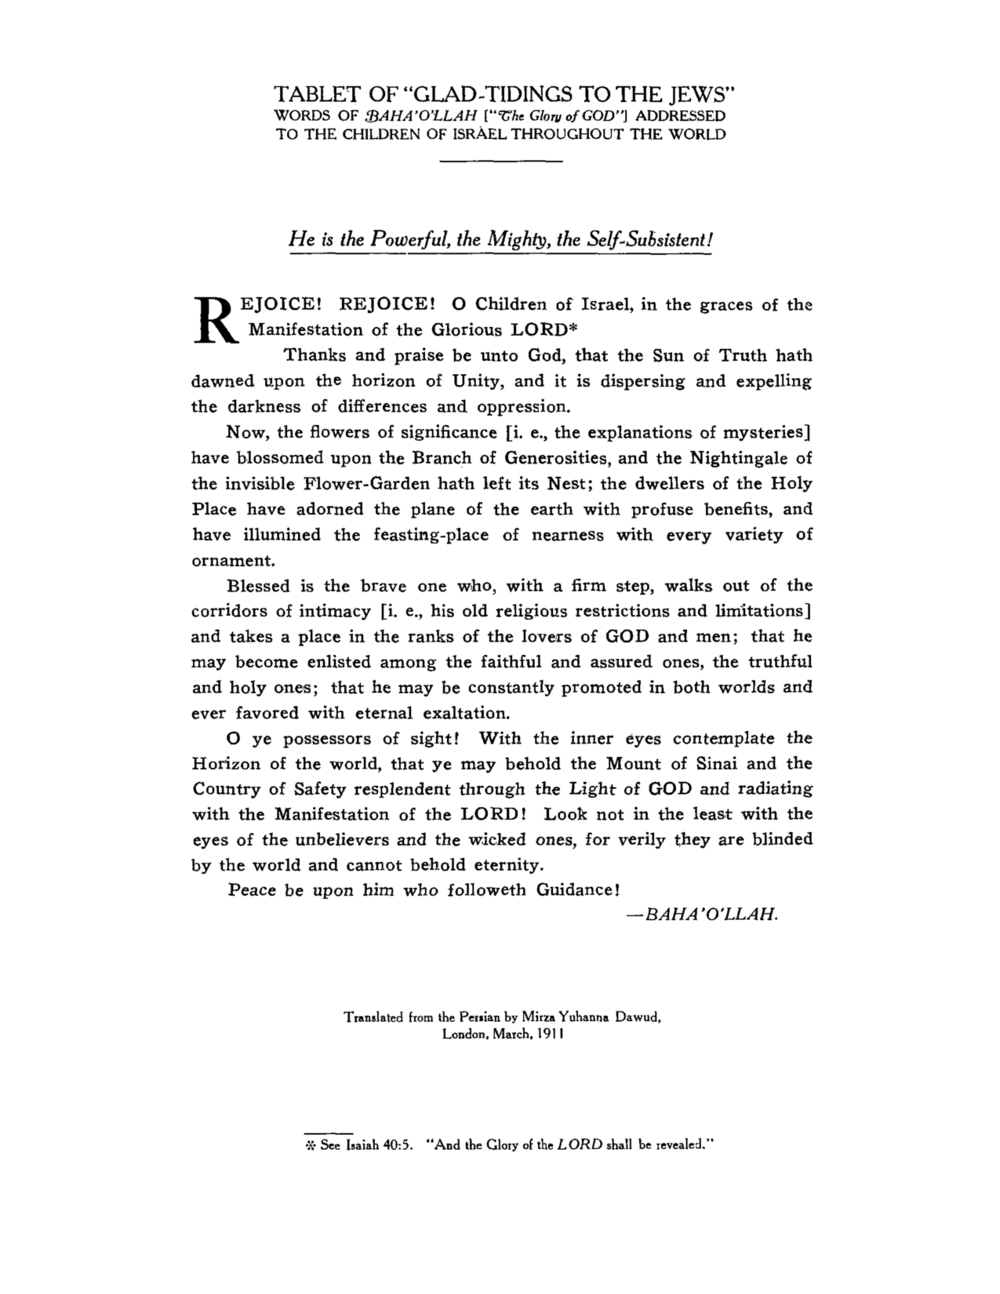 TABLET OF "GLAD-TIDINGS TO THE JEWS"
WORDS OF BAHA'O'LLAH ["The Glory of GOD"] ADDRESSED
TO THE CHILDREN OF ISRAEL THROUGHOUT THE WORLD
He is the Powerful, the Mighty, the Self-Subsistent!
REJOICE! REJOICE! O Children of Israel, in the graces of the
Manifestation of the Glorious LORD*
Thanks and praise be unto God, that the Sun of Truth hath
dawned upon the horizon of Unity, and it is dispersing and expelling
the darkness of differences and oppression.
Now, the flowers of significance [i. e., the explanations of mysteries]
have blossomed upon the Branch of Generosities, and the Nightingale of
the invisible Flower-Garden hath left its Nest; the dwellers of the Holy
Place have adorned the plane of the earth with profuse benefits, and
have illumined the feasting-place of nearness with every variety of
ornament.
Blessed is the brave one who, with a firm step, walks out of the
corridors of intimacy [i. e., his old religious restrictions and limitations]
and takes a place in the ranks of the lovers of GOD and men; that he
may become enlisted among the faithful and assured ones, the truthful
and holy ones; that he may be constantly promoted in both worlds and
ever favored with eternal exaltation.
O ye possessors of sight! With the inner eyes contemplate the
Horizon of the world, that ye may behold the Mount of Sinai and the
Country of Safety resplendent through the Light of GOD and radiating
with the Manifestation of the LORD! Look not in the least with the
eyes of the unbelievers and the wicked ones, for verily they are blinded
by the world and cannot behold eternity.
Peace be upon him who followeth Guidance!
—BAHA'O'LLAH.
Translated from the Persian by Mirza Yuhanna Dawud,
London, March, 1911
* See Isaiah 40:5. "And the Glory of the LORD shall be revealed."